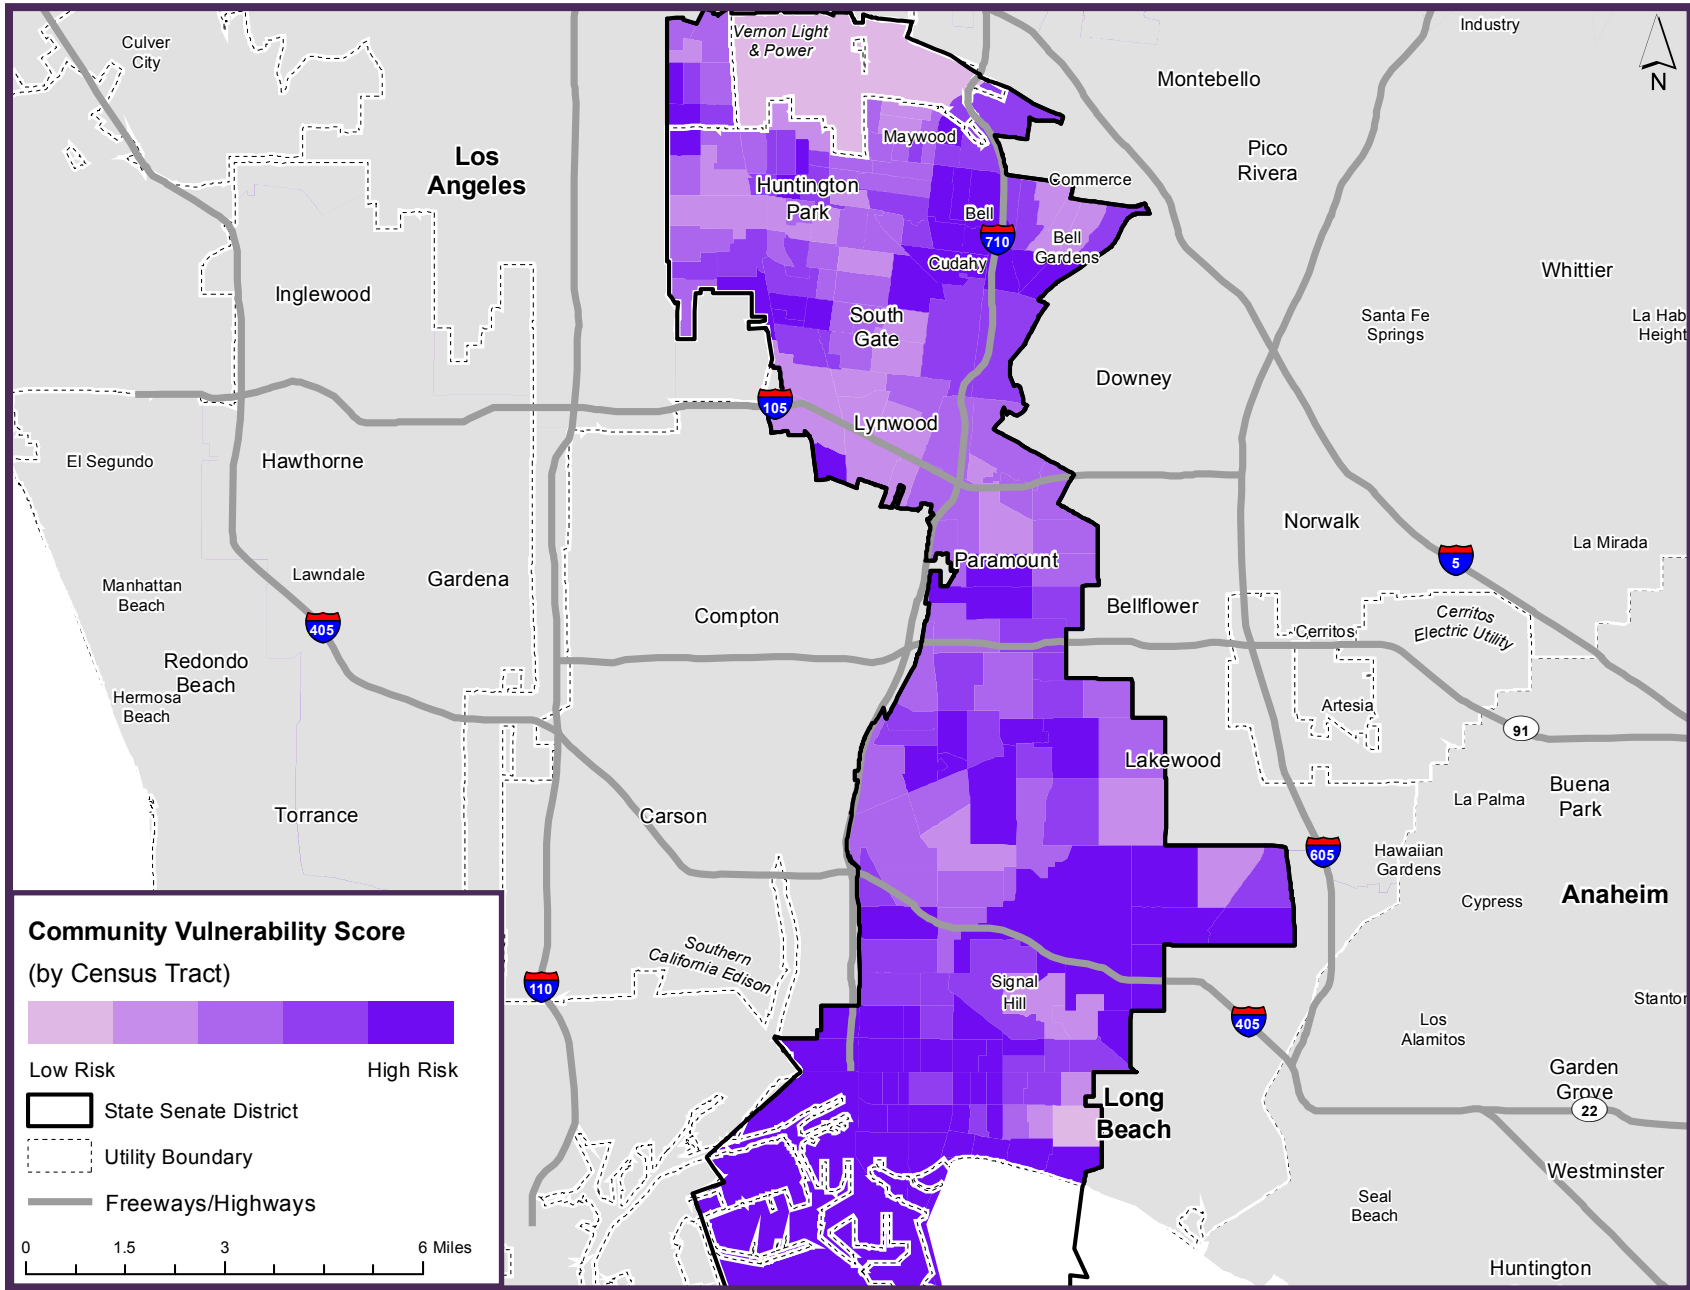 Culver
City
Vernon Light
& Power
Industry
Montebello
N
Los
Angeles
Maywood
Pico
Rivera
Huntington
Park
Commerce
Bell
710
Bell
Gardens
Cudahy
Whittier
Inglewood
South
Gate
Santa Fe
Springs
La Hab
Height
Downey
105
Lynwood
El Segundo
Hawthorne
Norwalk
La Mirada
Paramount
5
Manhattan
Beach
Lawndale
Gardena
Compton
Bellflower
Cerritos
Cerritos
Electric Utility
405
Redondo
Beach
Hermosa
Beach
Artesia
91
Lakewood
Torrance
Carson
La Palma
Buena
Park
605
Hawaiian
Gardens
Cypress
Anaheim
Southern
California Edison
110
Signal
Hill
405
Los
Alamitos
Stanton
Garden
Grove
22
Long
Beach
Westminster
Seal
Beach
Huntington
Community Vulnerability Score
(by Census Tract)
Low Risk
High Risk
State Senate District
Utility Boundary
Freeways/Highways
0 1.5 3 6 Miles